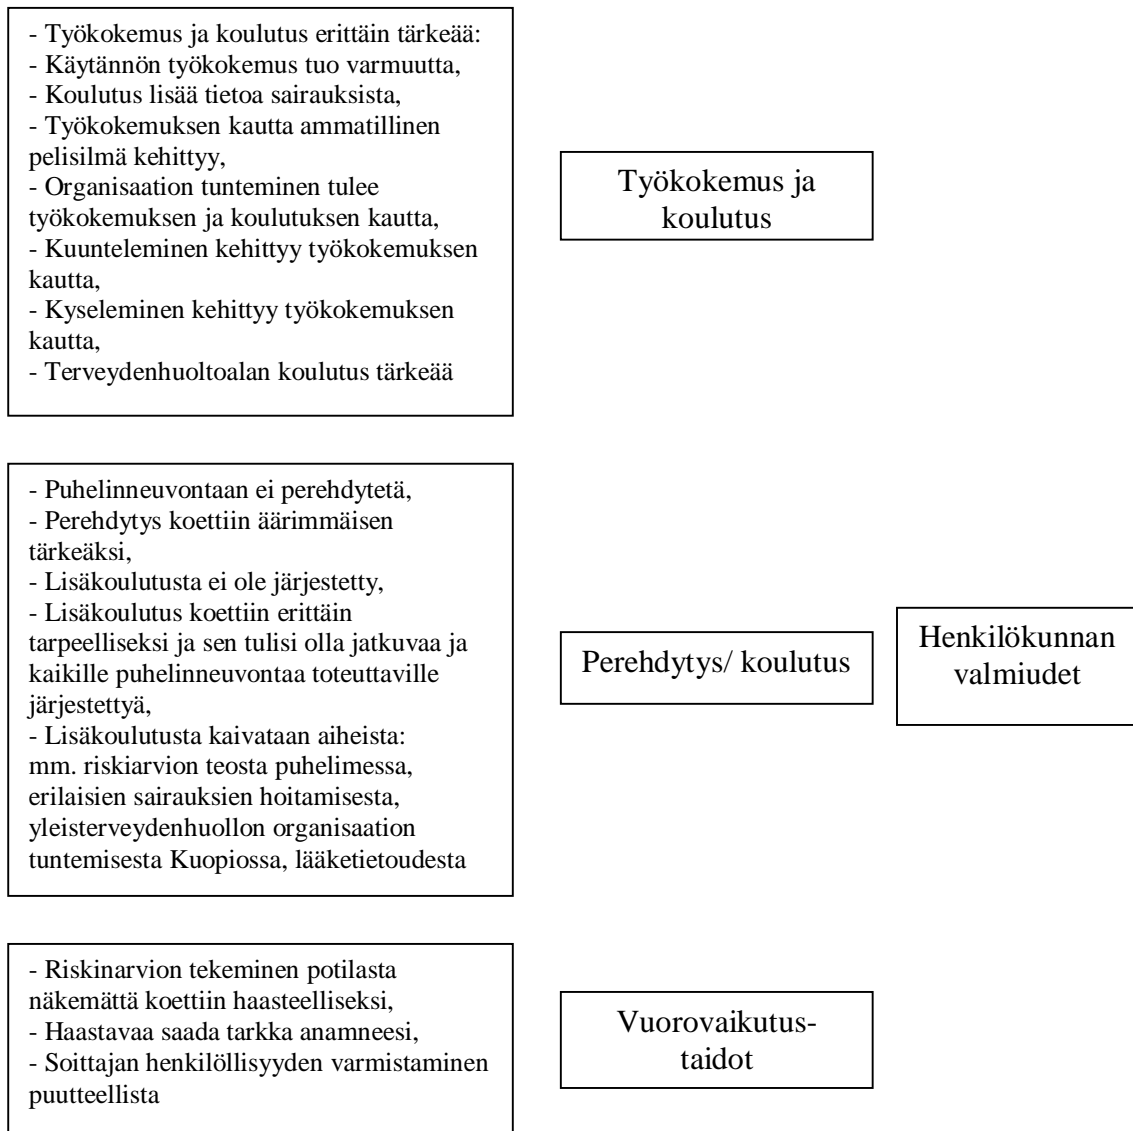 - Työkokemus ja koulutus erittäin tärkeää:
- Käytännön työkokemus tuo varmuutta,
- Koulutus lisää tietoa sairauksista,
- Työkokemuksen kautta ammatillinen
pelisilmä kehittyy,
- Organisaation tunteminen tulee
työkokemuksen ja koulutuksen kautta,
- Kuunteleminen kehittyy työkokemuksen
kautta,
- Kyseleminen kehittyy työkokemuksen
kautta,
- Terveydenhuoltoalan koulutus tärkeää
Työkokemus ja
koulutus
- Puhelinneuvontaan ei perehdytetä,
- Perehdytys koettiin äärimmäisen
tärkeäksi,
- Lisäkoulutusta ei ole järjestetty,
- Lisäkoulutus koettiin erittäin
tarpeelliseksi ja sen tulisi olla jatkuvaa ja
kaikille puhelinneuvontaa toteuttaville
järjestettyä,
- Lisäkoulutusta kaivataan aiheista:
mm. riskiarvion teosta puhelimessa,
erilaisien sairauksien hoitamisesta,
yleisterveydenhuollon organisaation
tuntemisesta Kuopiossa, lääketietoudesta
Perehdytys/ koulutus
Henkilökunnan
valmiudet
- Riskinarvion tekeminen potilasta
näkemättä koettiin haasteelliseksi,
- Haastavaa saada tarkka anamneesi,
- Soittajan henkilöllisyyden varmistaminen
puutteellista
Vuorovaikutus-
taidot